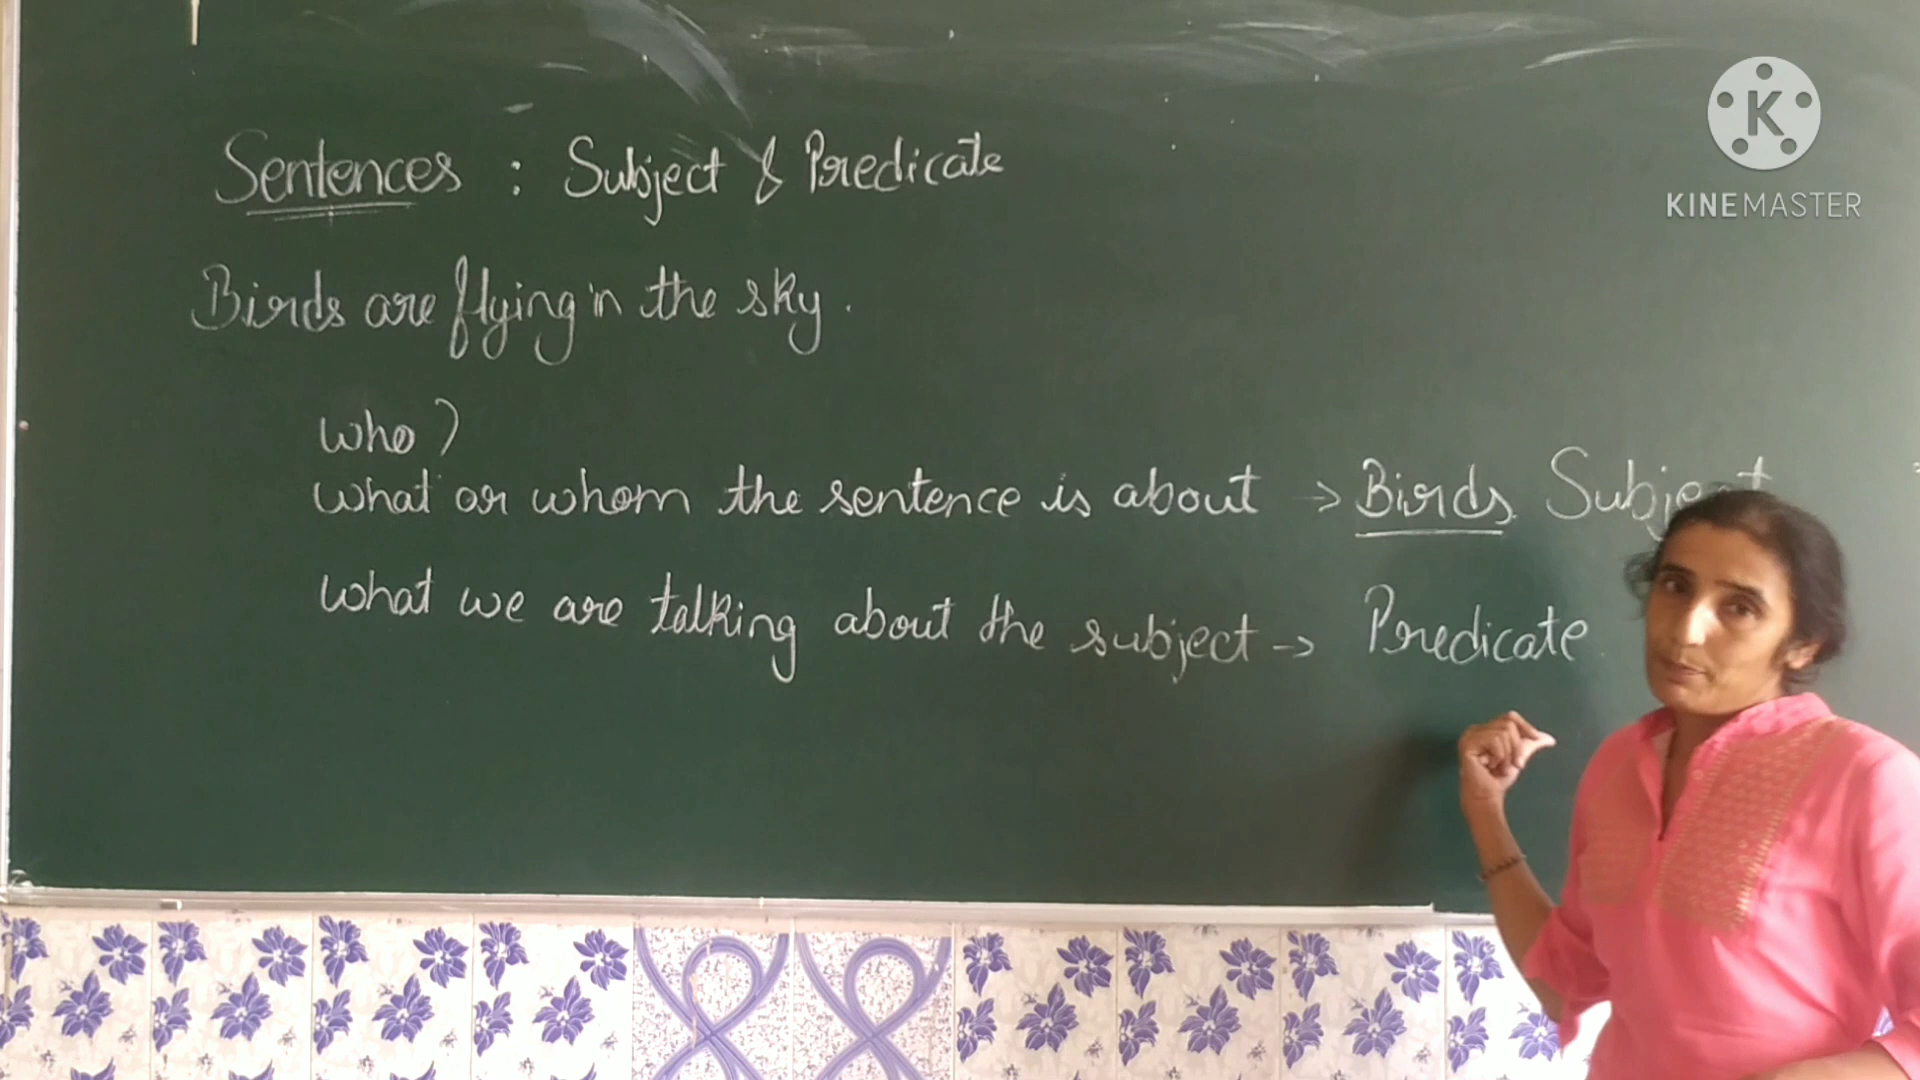 Sentences : Subject & Predicate
Birds are flying in the sky.
who?
what or whom the sentence is about → Birds Subject
what we are talking about the subject → Predicate
K
KINEMASTER